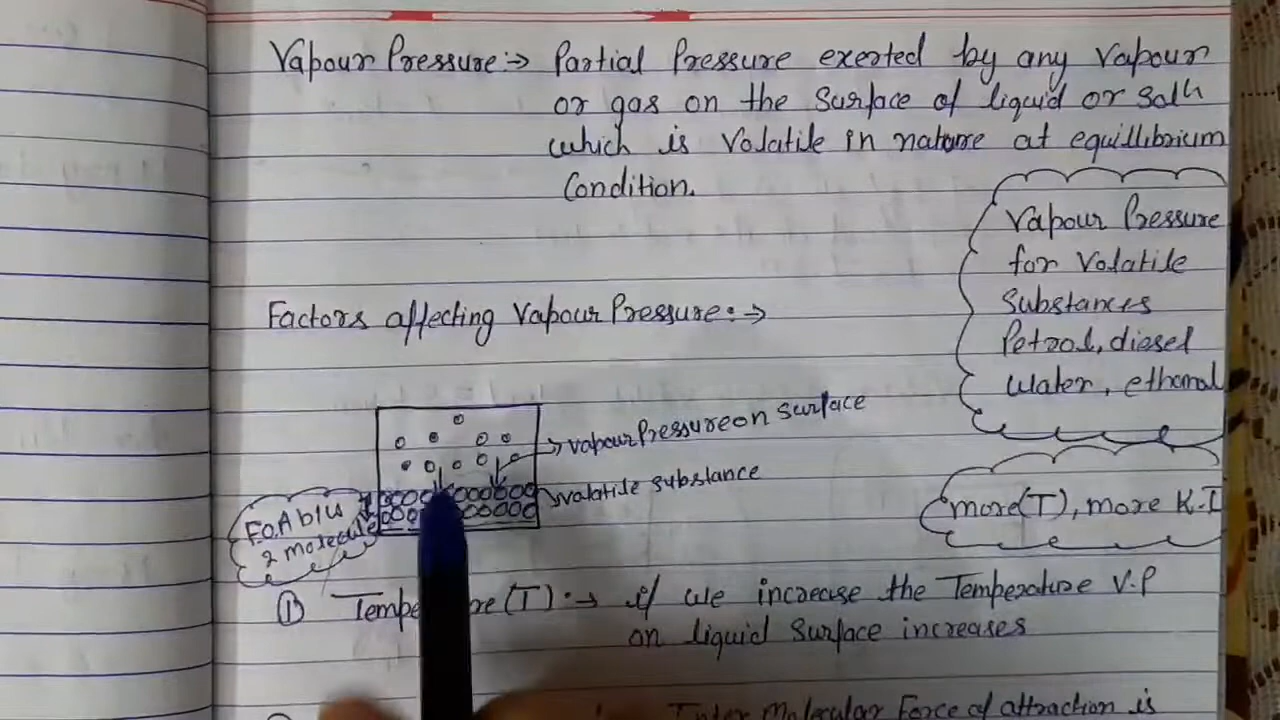 Vapour Pressure :→ Partial Pressure exerted by any Vapour
or gas on the surface of liquid or
which is Volatile in nature at equillibrium
Condition.
Vapour Pressure
for Volatile
Substances
Petrol, diesel
Water, ethanol
Factors affecting Vapour Pressure :→
vapour Pressure on surface
volatile substance
F.O.A b/w
2 molecule
more(T), more K.E
① Tempe re (T) :→ if we increase the Temperature V.P
on liquid surface increases
Inter Molecular Force of attraction is